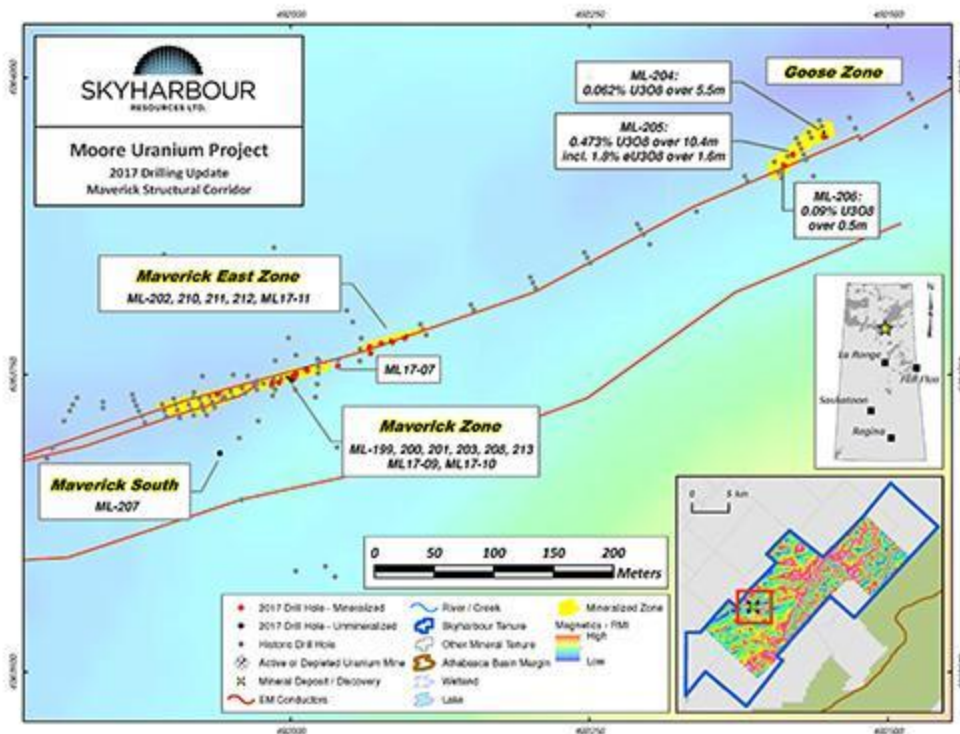 492000
492250
SKYHARBOUR
RESOURCES LTD.
Moore Uranium Project
2017 Drilling Update
Maverick Structural Corridor
ML-204:
0.062% U3O8 over 5.5m
Goose Zone
ML-205:
0.473% U3O8 over 10.4m
incl. 1.8% eU3O8 over 1.6m
ML-206:
0.09% U3O8
over 0.5m
Maverick East Zone
ML-202, 210, 211, 212, ML17-11
ML17-07
La Ronge
Flin Flon
Saskatoon
Regina
Maverick Zone
ML-199, 200, 201, 203, 208, 213
ML17-09, ML17-10
Maverick South
ML-207
0 5 km
0 50 100 150 200
Meters
2017 Drill Hole - Mineralized
2017 Drill Hole - Unmineralized
Historic Drill Hole
Active or Depleted Uranium Mine
Mineral Deposit / Discovery
EM Conductors
River / Creek
Skyharbour Tenure
Other Mineral Tenure
Athabasca Basin Margin
Wetland
Lake
Mineralized Zone
Magnetics - RMI
High
Low
492000
492250